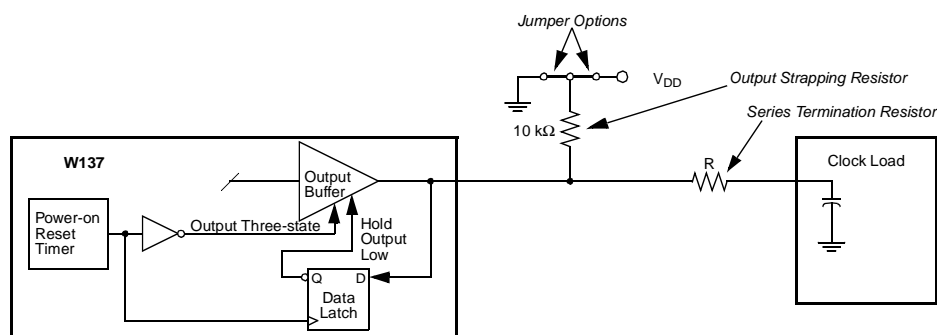 Jumper Options
V_DD
Output Strapping Resistor
10 kΩ
Series Termination Resistor
W137
R
Clock Load
Output
Buffer
Power-on
Reset
Timer
Output Three-state
Hold
Output
Low
Q
D
Data
Latch